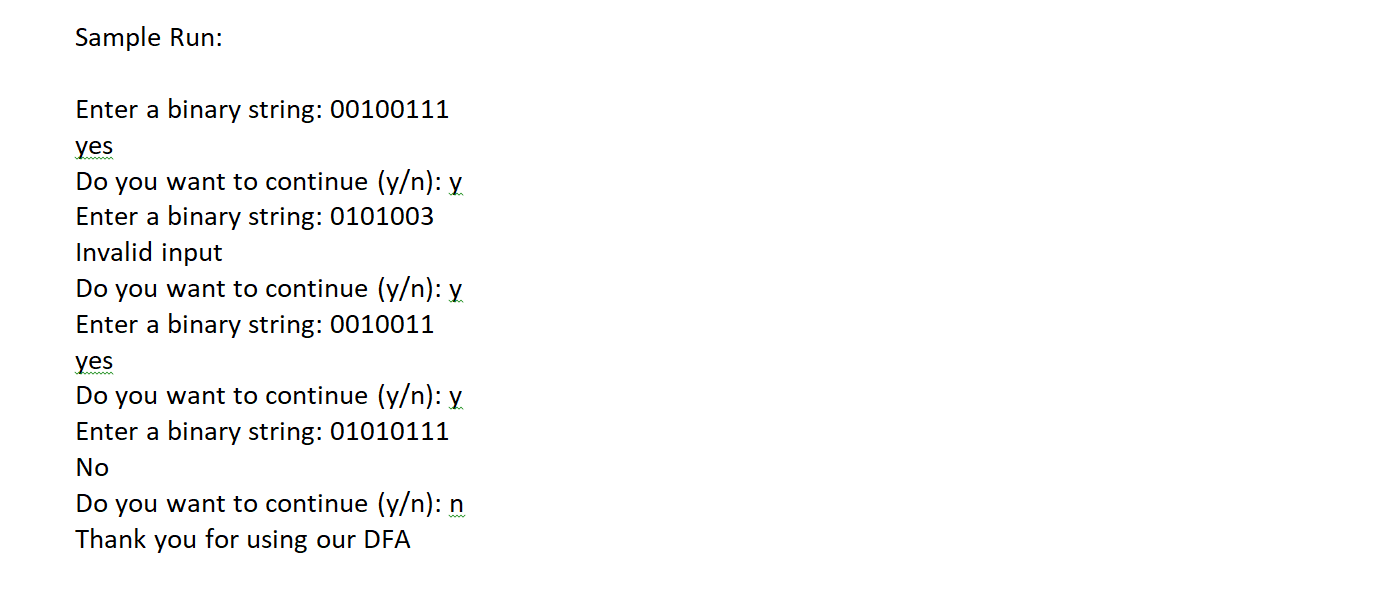 Sample Run:
Enter a binary string: 00100111
yes
Do you want to continue (y/n): y
Enter a binary string: 0101003
Invalid input
Do you want to continue (y/n): y
Enter a binary string: 0010011
yes
Do you want to continue (y/n): y
Enter a binary string: 01010111
No
Do you want to continue (y/n): n
Thank you for using our DFA